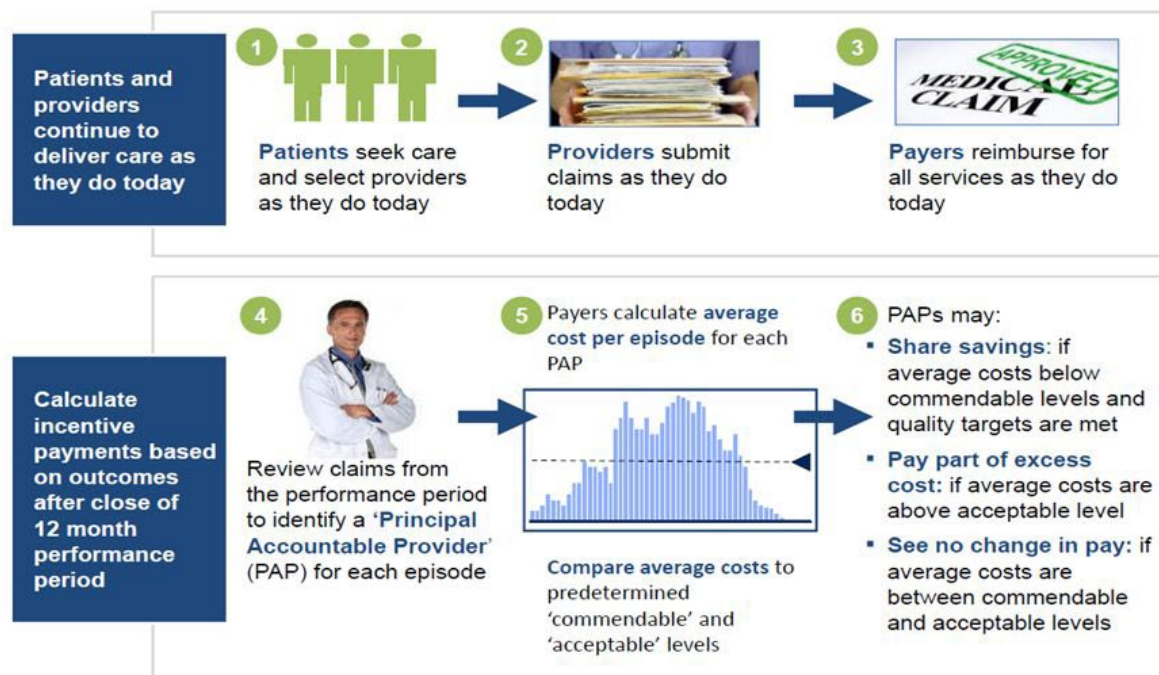 Patients and
providers
continue to
deliver care as
they do today
1
Patients seek care
and select providers
as they do today
2
Providers submit
claims as they do
today
3
APPROVED
MEDICAL
CLAIM
Payers reimburse for
all services as they do
today
Calculate
incentive
payments based
on outcomes
after close of
12 month
performance
period
4
Review claims from
the performance period
to identify a ‘Principal
Accountable Provider’
(PAP) for each episode
5
Payers calculate average
cost per episode for each
PAP
Compare average costs to
predetermined
‘commendable’ and
‘acceptable’ levels
6
PAPs may:
▪ Share savings: if
average costs below
commendable levels and
quality targets are met
▪ Pay part of excess
cost: if average costs are
above acceptable level
▪ See no change in pay: if
average costs are
between commendable
and acceptable levels